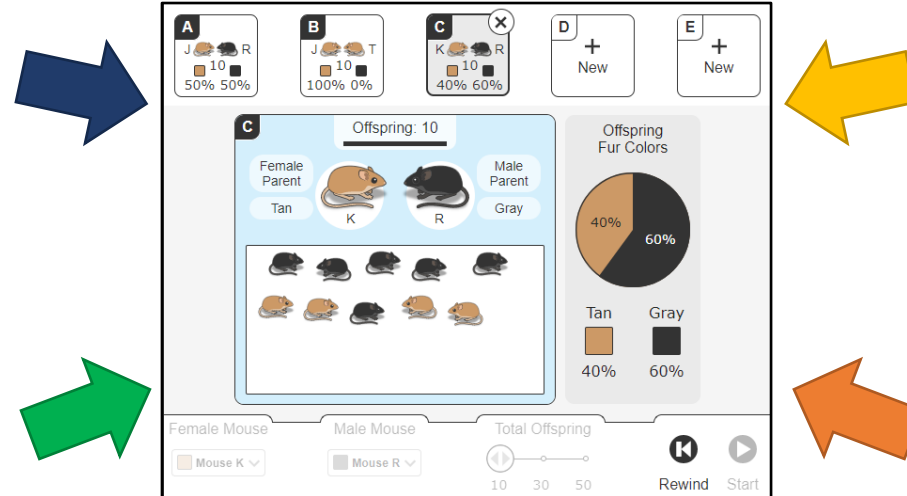 A
J R
10
50% 50%
B
J T
10
100% 0%
C
K R
10
40% 60%
D
+
New
E
+
New
C
Offspring: 10
Female
Parent
Tan
K
R
Male
Parent
Gray
Offspring
Fur Colors
40%
60%
Tan Gray
40% 60%
Female Mouse
Mouse K
Male Mouse
Mouse R
Total Offspring
10 30 50
Rewind
Start